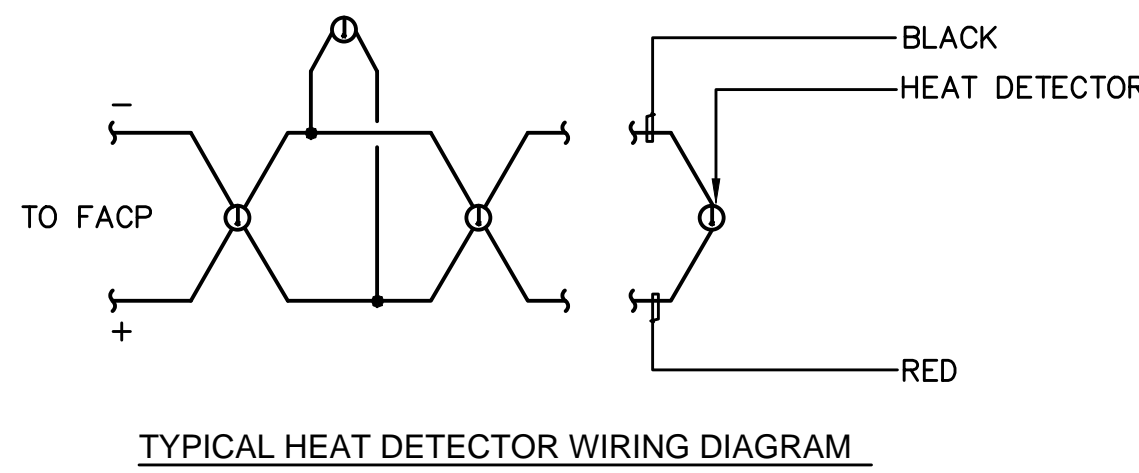 BLACK
HEAT DETECTOR
−
TO FACP
+
RED
TYPICAL HEAT DETECTOR WIRING DIAGRAM